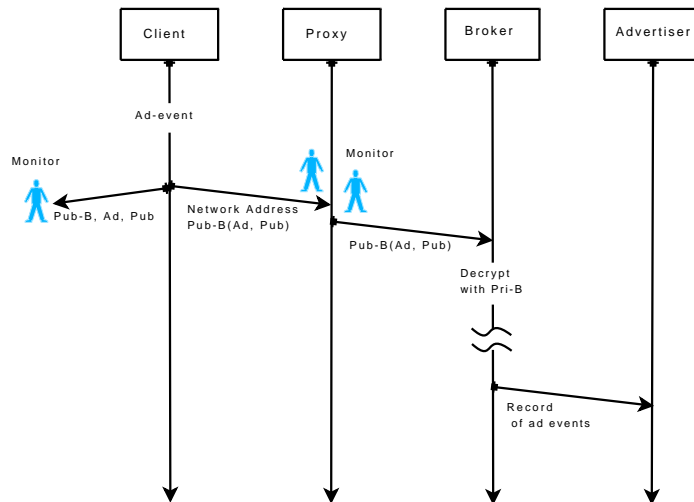 Client
Proxy
Broker
Advertiser
Ad-event
Monitor
Monitor
Pub-B, Ad, Pub
Network Address
Pub-B(Ad, Pub)
Pub-B(Ad, Pub)
Decrypt
with Pri-B
Record
of ad events